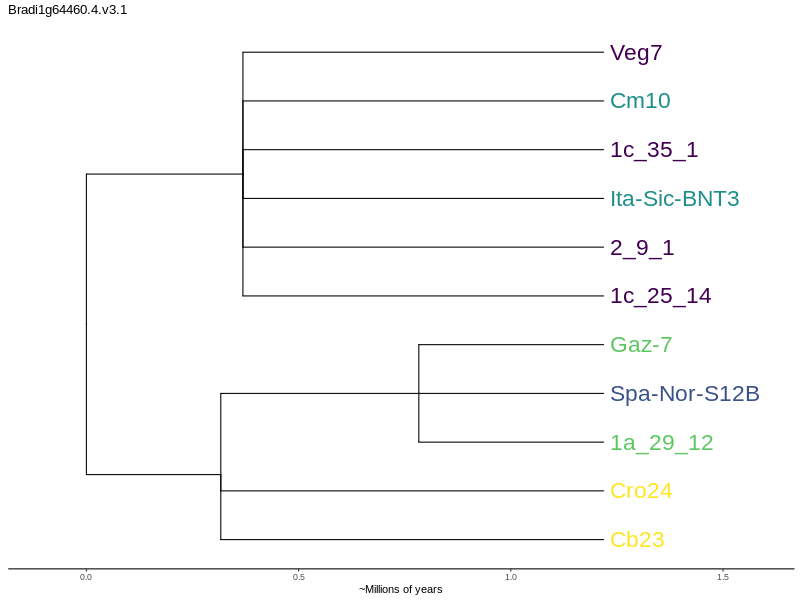 Bradi1g64460.4.v3.1
Veg7
Cm10
1c_35_1
Ita-Sic-BNT3
2_9_1
1c_25_14
Gaz-7
Spa-Nor-S12B
1a_29_12
Cro24
Cb23
0.0 0.5 1.0 1.5
~Millions of years